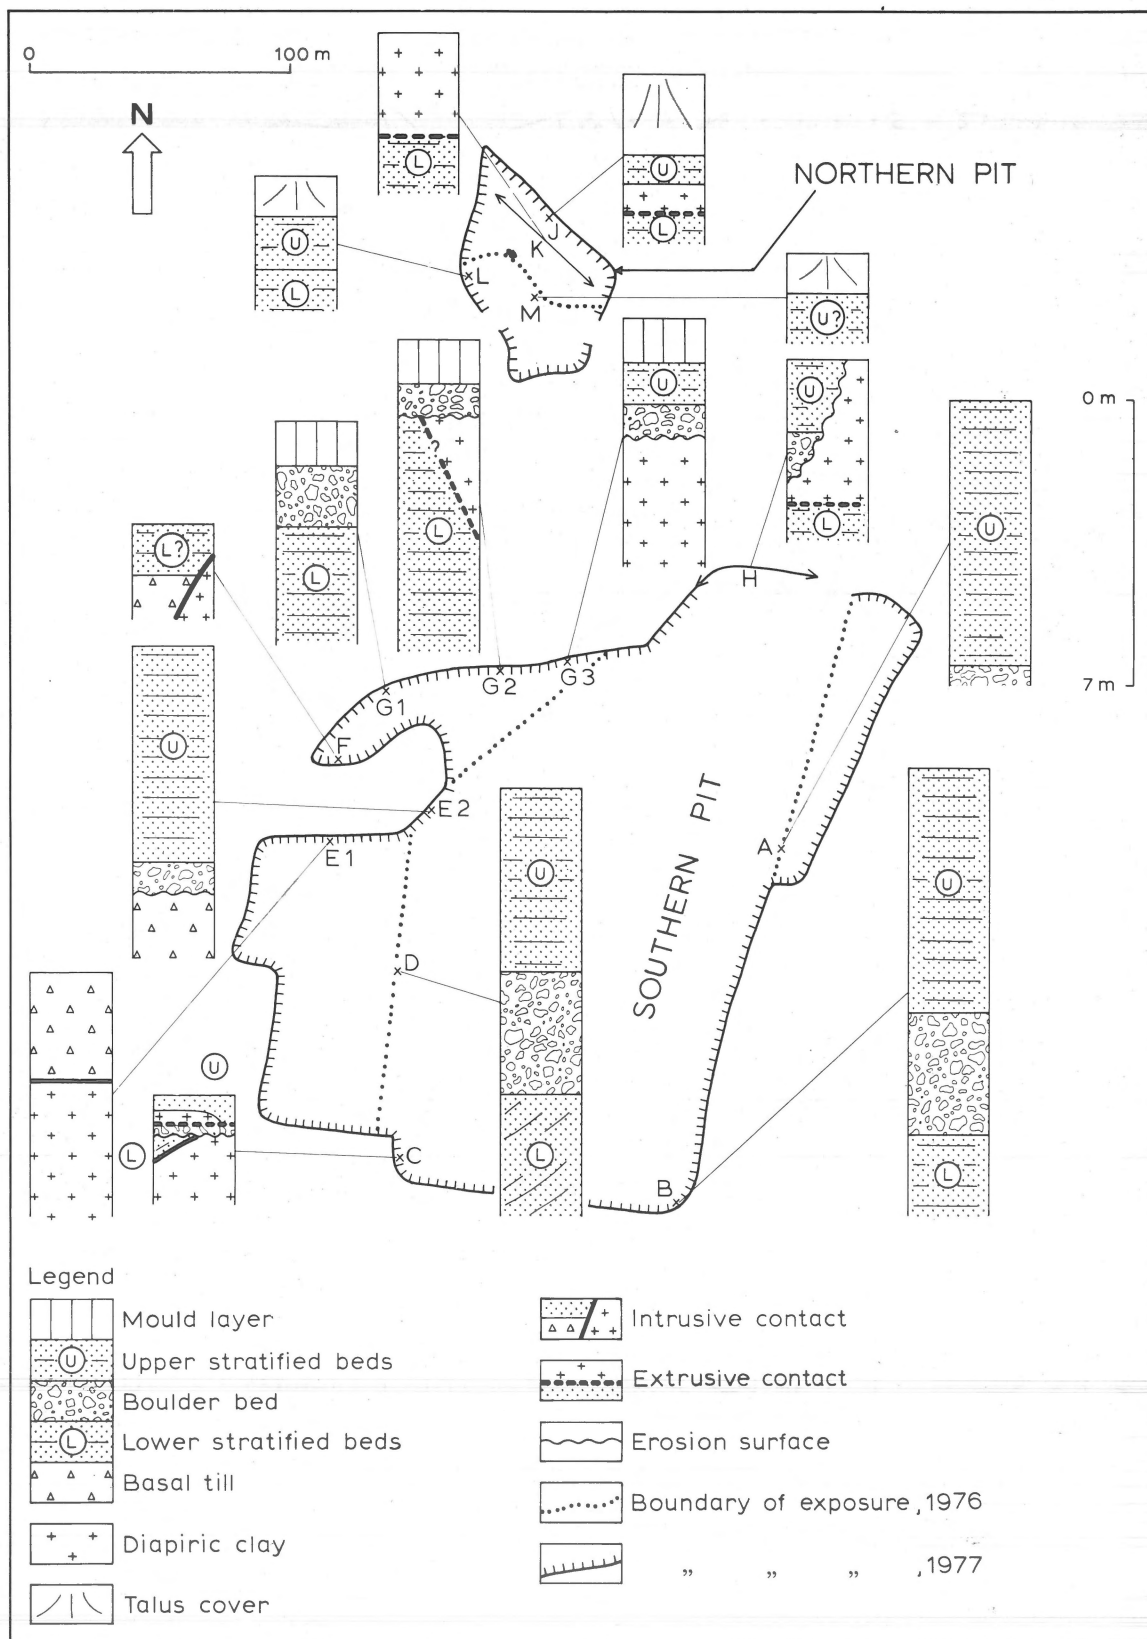 0 100 m
N
NORTHERN PIT
L
U
L
U
L
J
K
L
M
U?
U
L
U
L
L
L?
U
0 m
7 m
U
H
G1
G2
G3
F
E2
E1
A
D
C
B
SOUTHERN PIT
U
L
U
L
U
L
Legend
Mould layer
U Upper stratified beds
Boulder bed
L Lower stratified beds
Basal till
Diapiric clay
Talus cover
Intrusive contact
Extrusive contact
Erosion surface
Boundary of exposure, 1976
„ „ „ , 1977
?